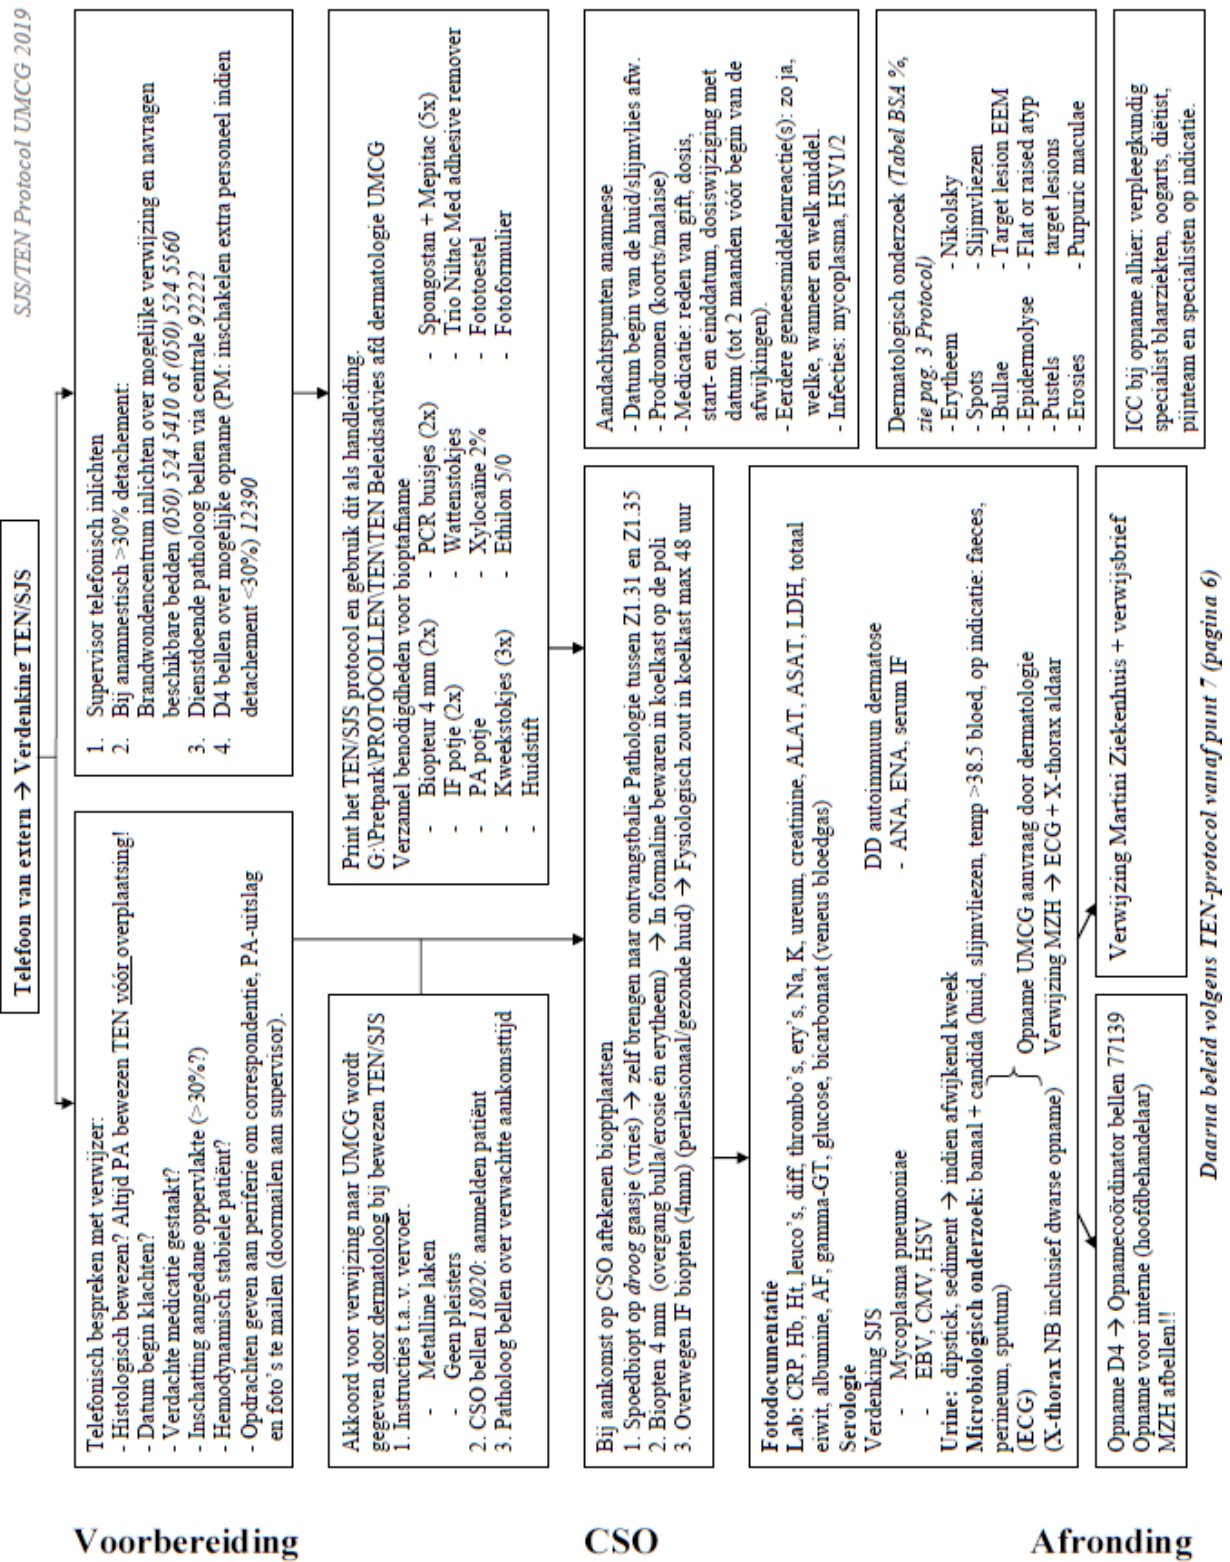 SJS/TEN Protocol UMCG 2019
Telefoon van extern → Verdenking TEN/SJS
Voorbereiding
Telefonisch bespreken met verwijzer:
- Histologisch bewezen? Altijd PA bewezen TEN vóór overplaatsing!
- Datum begin klachten?
- Verdachte medicatie gestaakt?
- Inschatting aangedane oppervlakte (>30%?)
- Hemodynamisch stabiele patiënt?
- Opdrachten geven aan periferie om correspondentie, PA-uitslag
en foto's te mailen (doormailen aan supervisor).
1. Supervisor telefonisch inlichten
2. Bij anamnestisch >30% detachement:
Brandwondencentrum inlichten over mogelijke verwijzing en navragen
beschikbare bedden (050) 524 5410 of (050) 524 5560
3. Dienstdoende patholoog bellen via centrale 92222
4. D4 bellen over mogelijke opname (PM: inschakelen extra personeel indien
detachement <30%) 12390
Akkoord voor verwijzing naar UMCG wordt
gegeven door dermatoloog bij bewezen TEN/SJS
1. Instructies t.a..v. vervoer.
- Metalline laken
- Geen pleisters
2. CSO bellen 18020: aanmelden patiënt
3. Patholoog bellen over verwachtte aankomsttijd
Print het TEN/SJS protocol en gebruik dit als handleiding.
G:\Pretpark\PROTOCOLLEN\TEN\TEN Beleidsadvies afd dermatologie UMCG
Verzamel benodigdheden voor bioptafname
- Biopteur 4 mm (2x)
- IF potje (2x)
- PA potje
- Kweekstokjes (3x)
- Huidstift
- PCR buisjes (2x)
- Wattenstokjes
- Xylocaïne 2%
- Ethilon 5/0
- Spongostan + Mepitac (5x)
- Trio Niltac Med adhesive remover
- Fototoestel
- Fotoformulier
CSO
Bij aankomst op CSO aftekenen bioptplaatsen
1. Spoedbiopt op droog gaasje (vries) → zelf brengen naar ontvangstbalie Pathologie tussen Z1.31 en Z1.35
2. Biopten 4 mm (overgang bulla/erosie én erytheem) → In formaline bewaren in koelkast op de poli
3. Overwegen IF biopten (4mm) (perilesionaal/gezonde huid) → Fysiologisch zout in koelkast max 48 uur
Aandachtspunten anamnese
- Datum begin van de huid/slijmvlies afw.
- Prodromen (koorts/malaise)
- Medicatie: reden van gift, dosis,
start- en einddatum, dosiswijziging met
datum (tot 2 maanden vóór begin van de
afwijkingen).
- Eerdere geneesmiddelenreactie(s): zo ja,
welke, wanneer en welk middel.
- Infecties: mycoplasma, HSV1/2
Fotodocumentatie
Lab: CRP, Hb, Ht, leuco's, diff, thrombo's, ery's, Na, K, ureum, creatinine, ALAT, ASAT, LDH, totaal
eiwit, albumine, AF, gamma-GT, glucose, bicarbonaat (veneus bloedgas)
Serologie
Verdenking SJS
- Mycoplasma pneumoniae
- EBV, CMV, HSV
DD autoimmuun dermatose
- ANA, ENA, serum IF
Urine: dipstick, sediment → indien afwijkend kweek
Microbiologisch onderzoek: banaal + candida (huid, slijmvliezen, temp >38.5 bloed, op indicatie: faeces,
perineum, sputum)
(ECG)
(X-thorax NB inclusief dwarse opname)
Opname UMCG aanvraag door dermatologie
Verwijzing MZH → ECG + X-thorax aldaar
Dermatologisch onderzoek (Tabel BSA %,
zie pag. 3 Protocol)
- Erytheem
- Spots
- Bullae
- Epidermolyse
- Pustels
- Erosies
- Nikolsky
- Slijmvliezen
- Target lesion EEM
- Flat or raised atyp
target lesions
- Purpuric maculae
Afronding
Opname D4 → Opnamecoördinator bellen 77139
Opname voor interne (hoofdbehandelaar)
MZH afbellen!!
Verwijzing Martini Ziekenhuis + verwijsbrief
ICC bij opname alhier: verpleegkundig
specialist blaarziekten, oogarts, diëtist,
pijnteam en specialisten op indicatie.
Daarna beleid volgens TEN-protocol vanaf punt 7 (pagina 6)